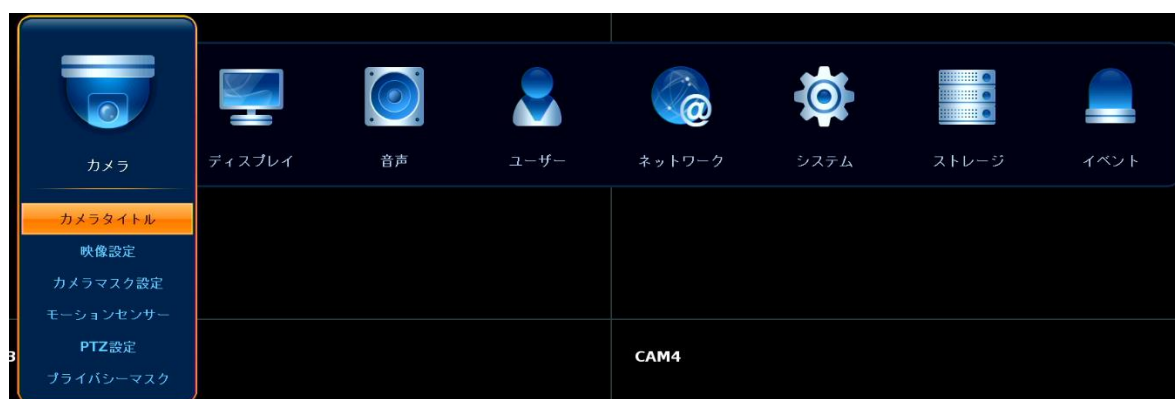 カメラ
ディスプレイ
音声
ユーザー
ネットワーク
システム
ストレージ
イベント
カメラタイトル
映像設定
カメラマスク設定
モーションセンサー
PTZ設定
プライバシーマスク
3
CAM4